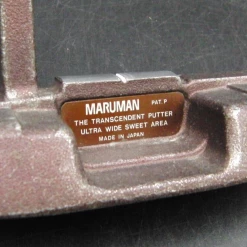 MARUMAN PAT. P
THE TRANSCENDENT PUTTER
ULTRA WIDE SWEET AREA
MADE IN JAPAN